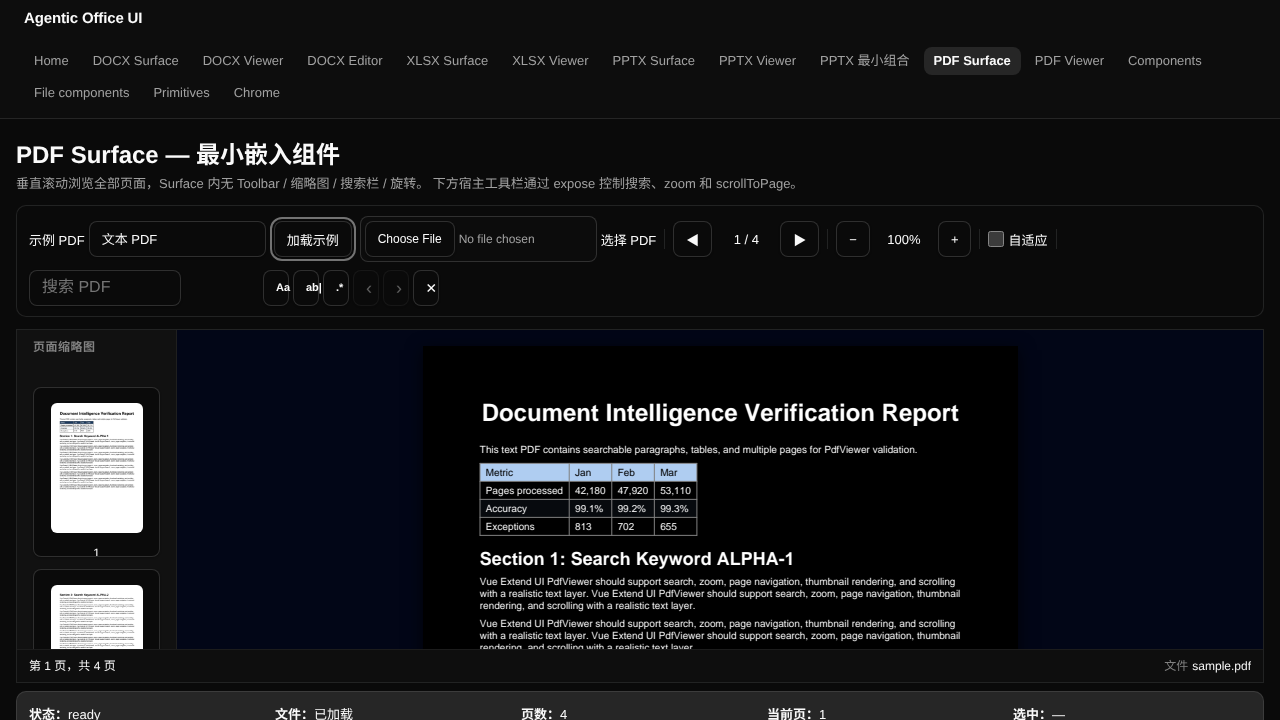 Agentic Office UI
Home DOCX Surface DOCX Viewer DOCX Editor XLSX Surface XLSX Viewer PPTX Surface PPTX Viewer PPTX 最小组合 PDF Surface PDF Viewer Components
File components Primitives Chrome
PDF Surface — 最小嵌入组件
垂直滚动浏览全部页面，Surface 内无 Toolbar / 缩略图 / 搜索栏 / 旋转。 下方宿主工具栏通过 expose 控制搜索、zoom 和 scrollToPage。
示例 PDF 文本 PDF 加载示例 Choose File No file chosen 选择 PDF ◀ 1 / 4 ▶ − 100% + 自适应
搜索 PDF Aa ab| .* ‹ › ✕
页面缩略图
Document Intelligence Verification Report
1
Document Intelligence Verification Report
This text PDF contains searchable paragraphs, tables, and multiple pages for PdfViewer validation.
Metric Jan Feb Mar
Pages processed 42,180 47,920 53,110
Accuracy 99.1% 99.2% 99.3%
Exceptions 813 702 655
Section 1: Search Keyword ALPHA-1
Vue Extend UI PdfViewer should support search, zoom, page navigation, thumbnail rendering, and scrolling
with a realistic text layer. Vue Extend UI PdfViewer should support search, zoom, page navigation, thumbnail
rendering, and scrolling with a realistic text layer.
Vue Extend UI PdfViewer should support search, zoom, page navigation, thumbnail rendering, and scrolling
with a realistic text layer. Vue Extend UI PdfViewer should support search, zoom, page navigation, thumbnail
rendering, and scrolling with a realistic text layer.
第 1 页，共 4 页 文件 sample.pdf
状态：ready 文件：已加载 页数：4 当前页：1 选中：—